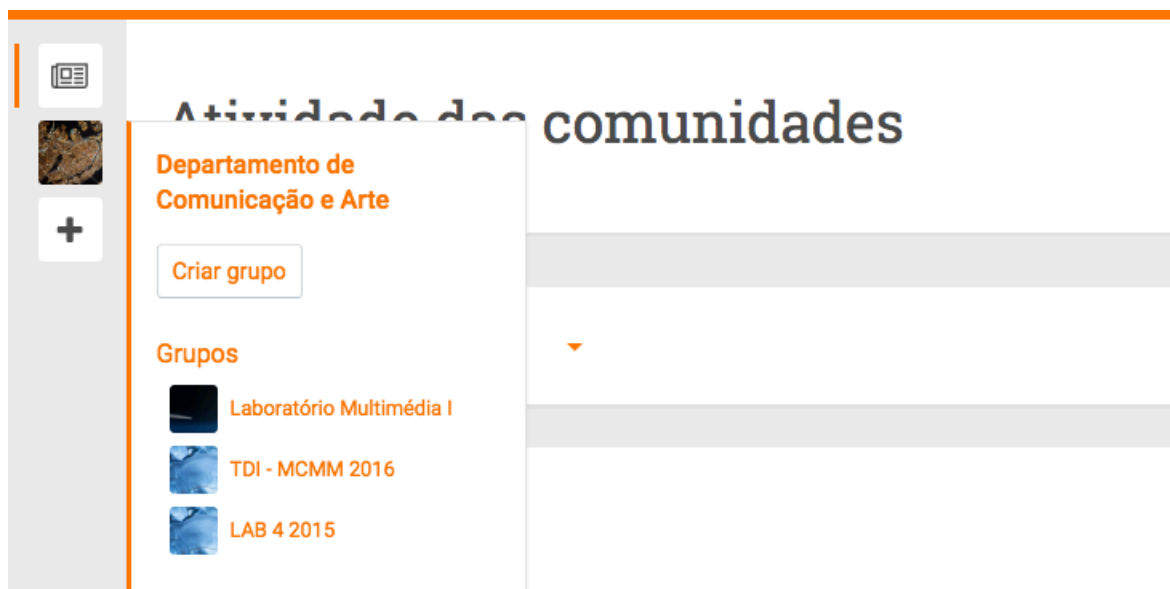 Atividade das comunidades
Departamento de
Comunicação e Arte
Criar grupo
Grupos
Laboratório Multimédia I
TDI - MCMM 2016
LAB 4 2015